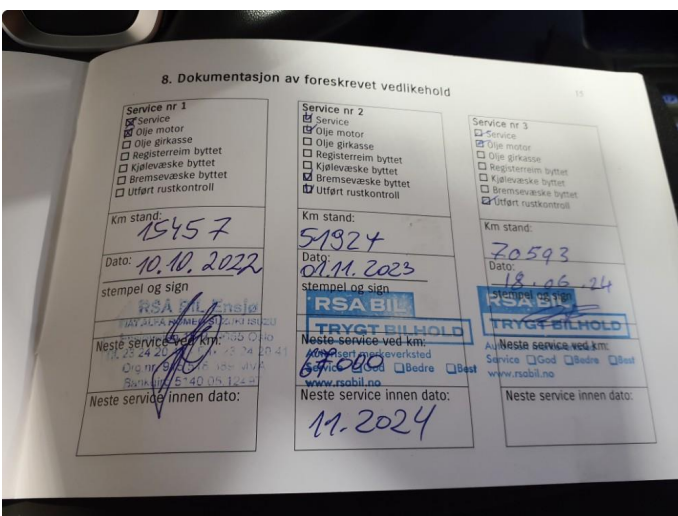 8. Dokumentasjon av foreskrevet vedlikehold
15
Service nr 1
Service
Olje motor
Olje girkasse
Registerreim byttet
Kjølevæske byttet
Bremsevæske byttet
Utført rustkontroll
Km stand:
15457
Dato: 10.10.2022
stempel og sign
RSA BIL Ensjø
Neste service ved km:
Neste service innen dato:
Service nr 2
Service
Olje motor
Olje girkasse
Registerreim byttet
Kjølevæske byttet
Bremsevæske byttet
Utført rustkontroll
Km stand:
51924
Dato:
01.11.2023
RSA BIL
TRYGT BILHOLD
Neste service ved km:
Autorisert merkeverksted
67000
Service God Bedre Best
www.rsabil.no
Neste service innen dato:
11.2024
Service nr 3
Service
Olje motor
Olje girkasse
Registerreim byttet
Kjølevæske byttet
Bremsevæske byttet
Utført rustkontroll
Km stand:
70593
Dato:
18.06.24
stempel og sign
RSA BIL
TRYGT BILHOLD
Neste service ved km:
Service God Bedre Best
www.rsabil.no
Neste service innen dato: